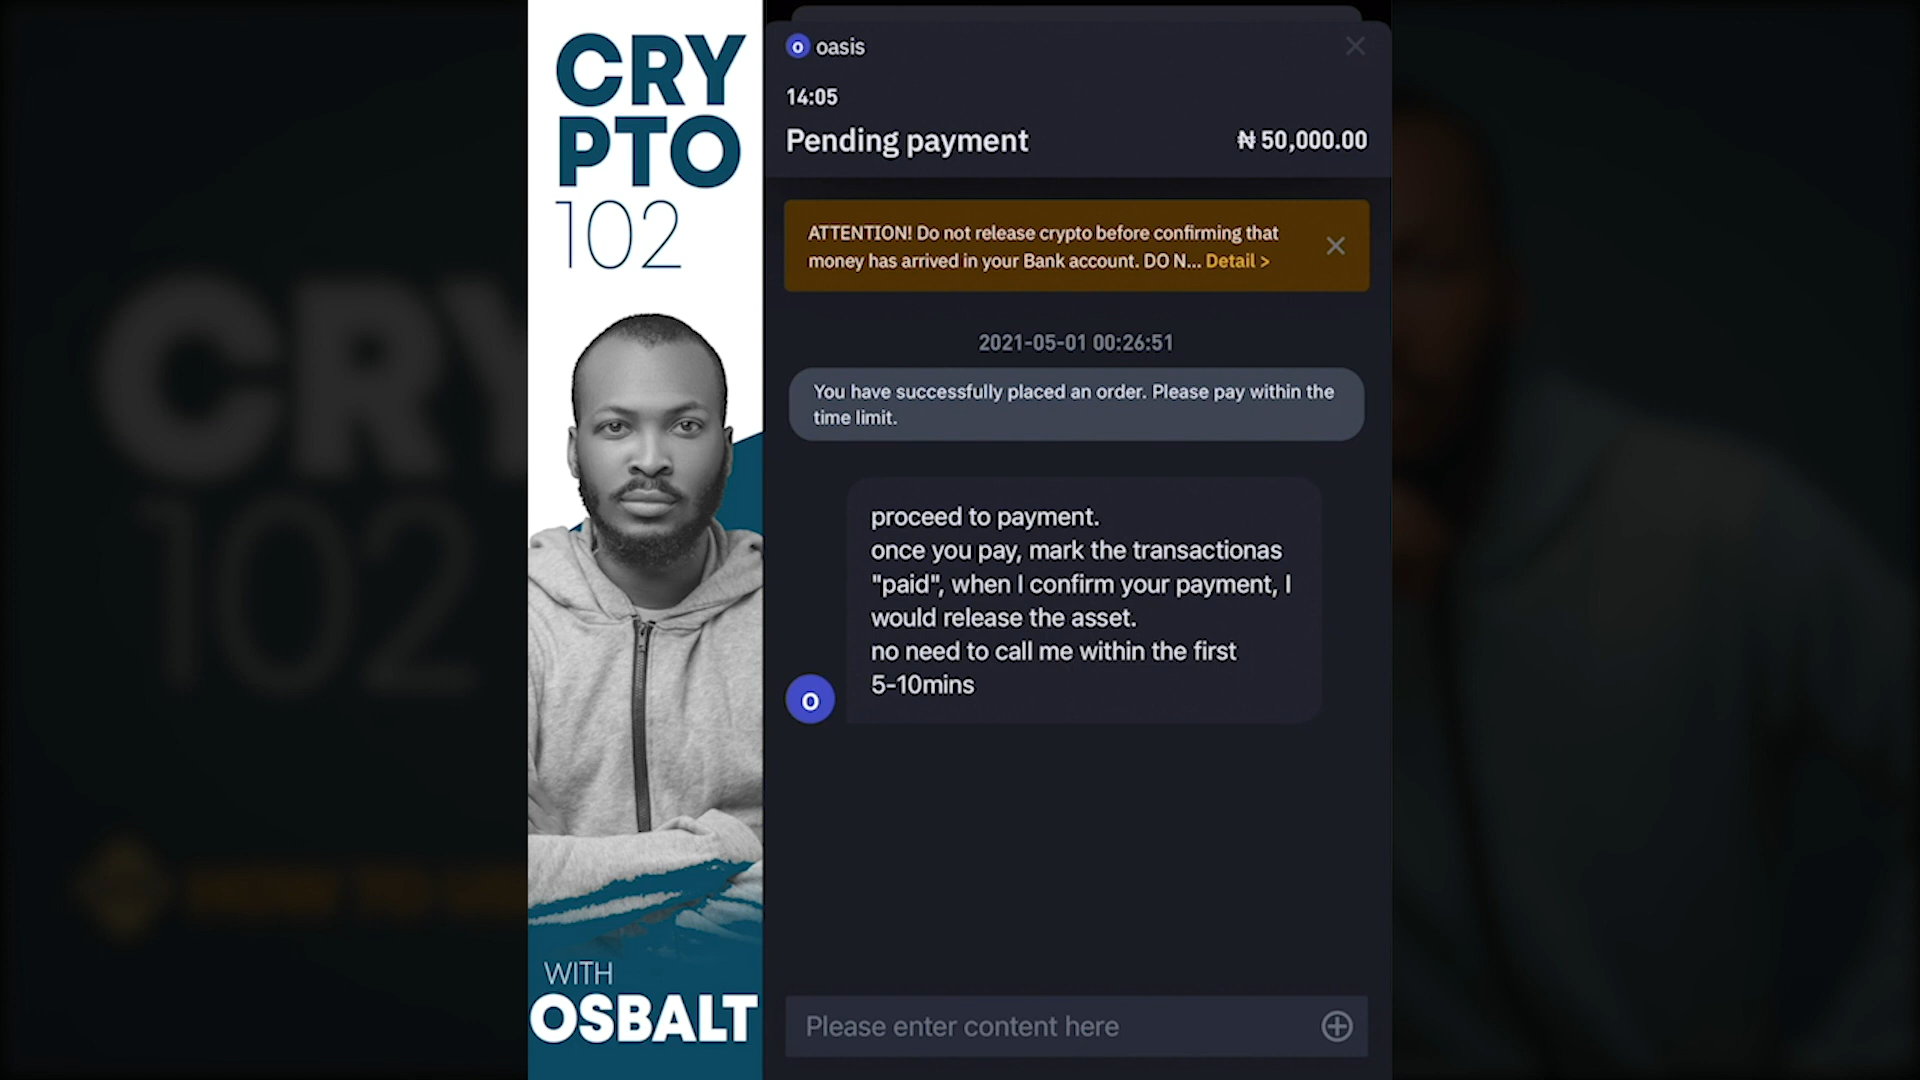 CRY
PTO
102
WITH
OSBALT
o oasis
14:05
Pending payment
₦ 50,000.00
ATTENTION! Do not release crypto before confirming that
money has arrived in your Bank account. DO N... Detail >
2021-05-01 00:26:51
You have successfully placed an order. Please pay within the
time limit.
proceed to payment.
once you pay, mark the transactionas
"paid", when I confirm your payment, I
would release the asset.
no need to call me within the first
5-10mins
o
Please enter content here
CRY
102